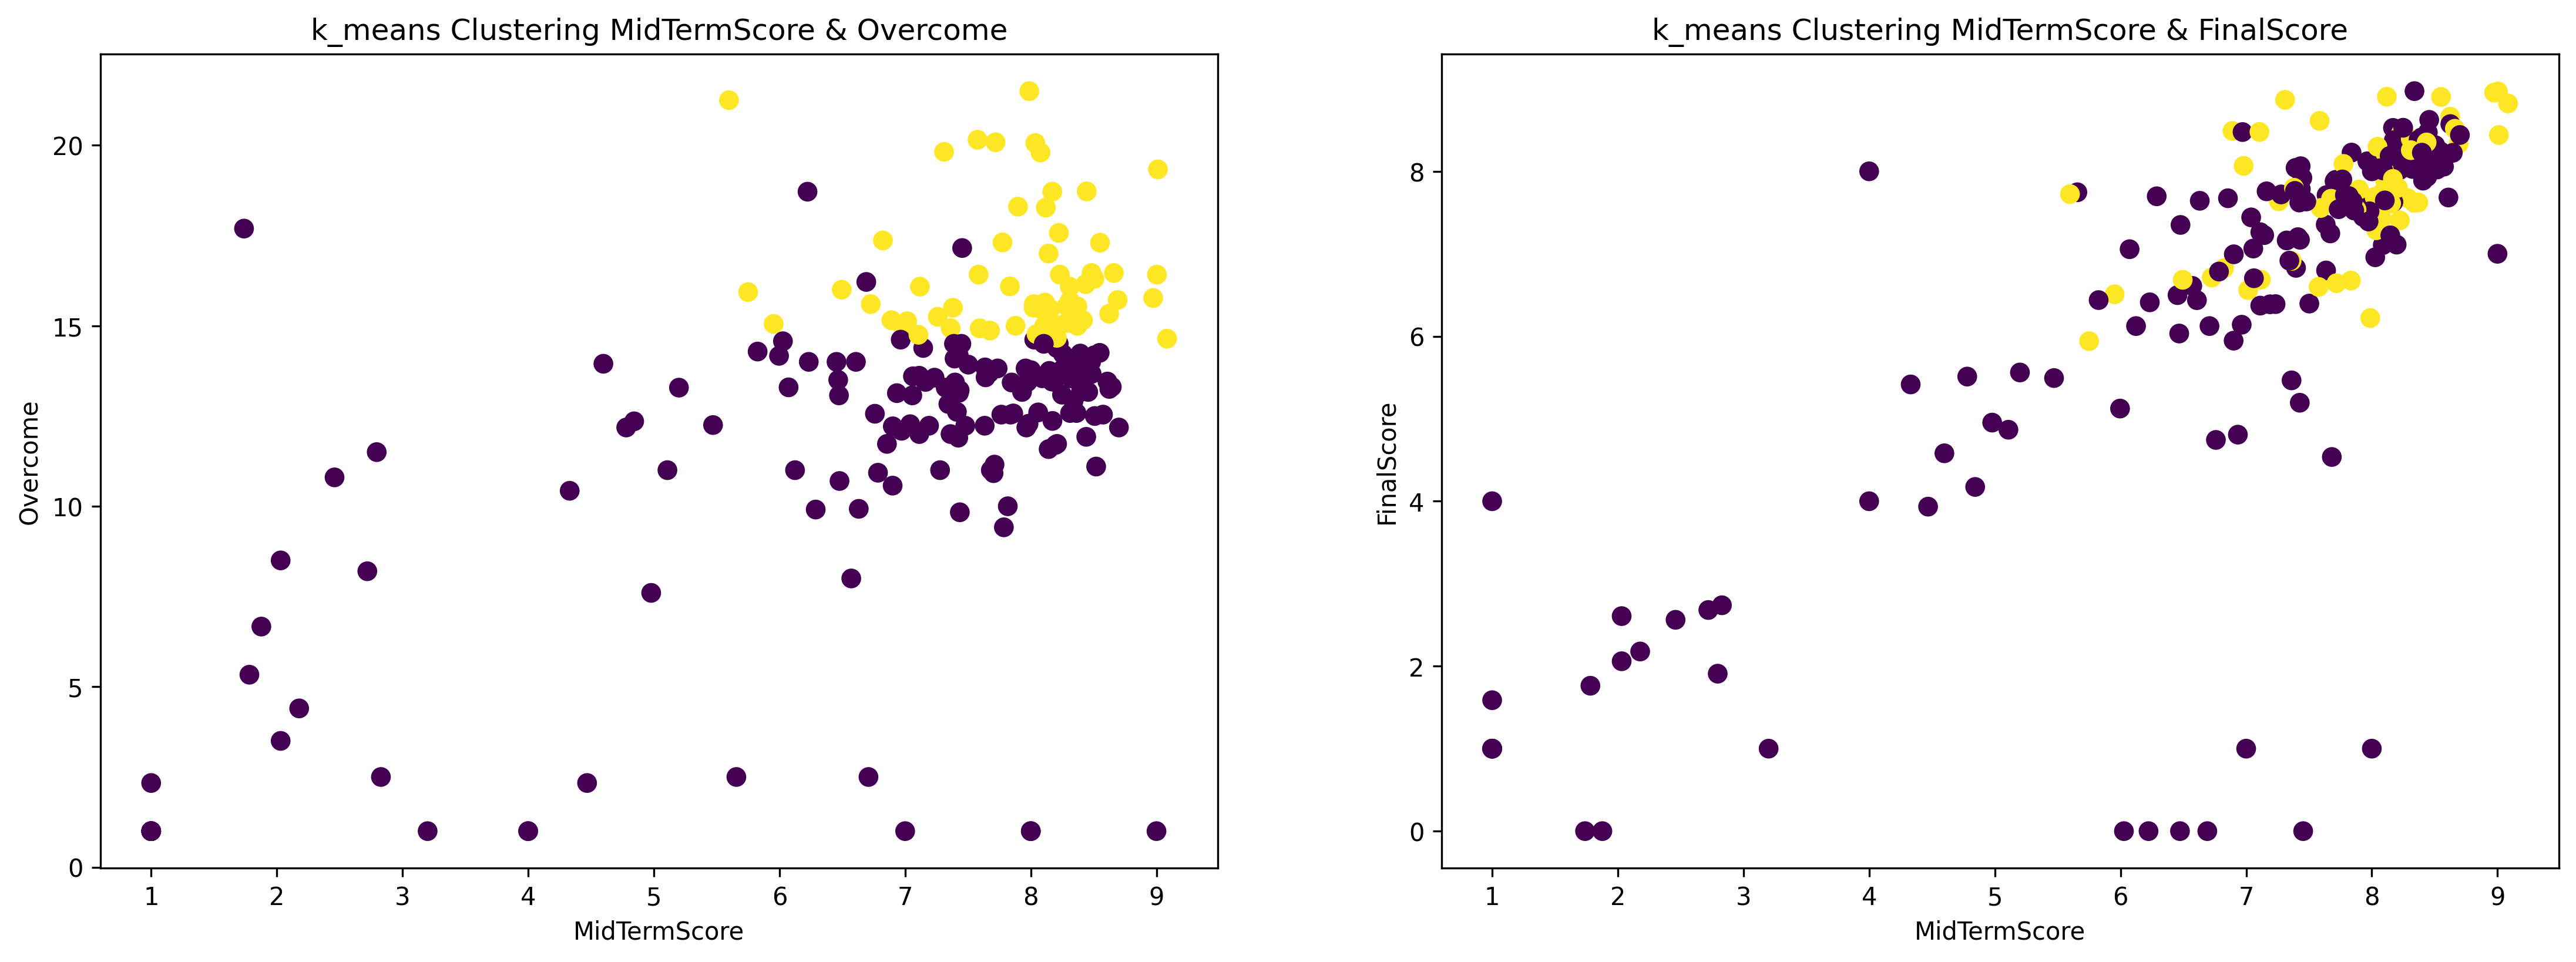 k_means Clustering MidTermScore & Overcome
20
15
10
5
0
Overcome
1 2 3 4 5 6 7 8 9
MidTermScore
k_means Clustering MidTermScore & FinalScore
8
6
4
2
0
FinalScore
1 2 3 4 5 6 7 8 9
MidTermScore